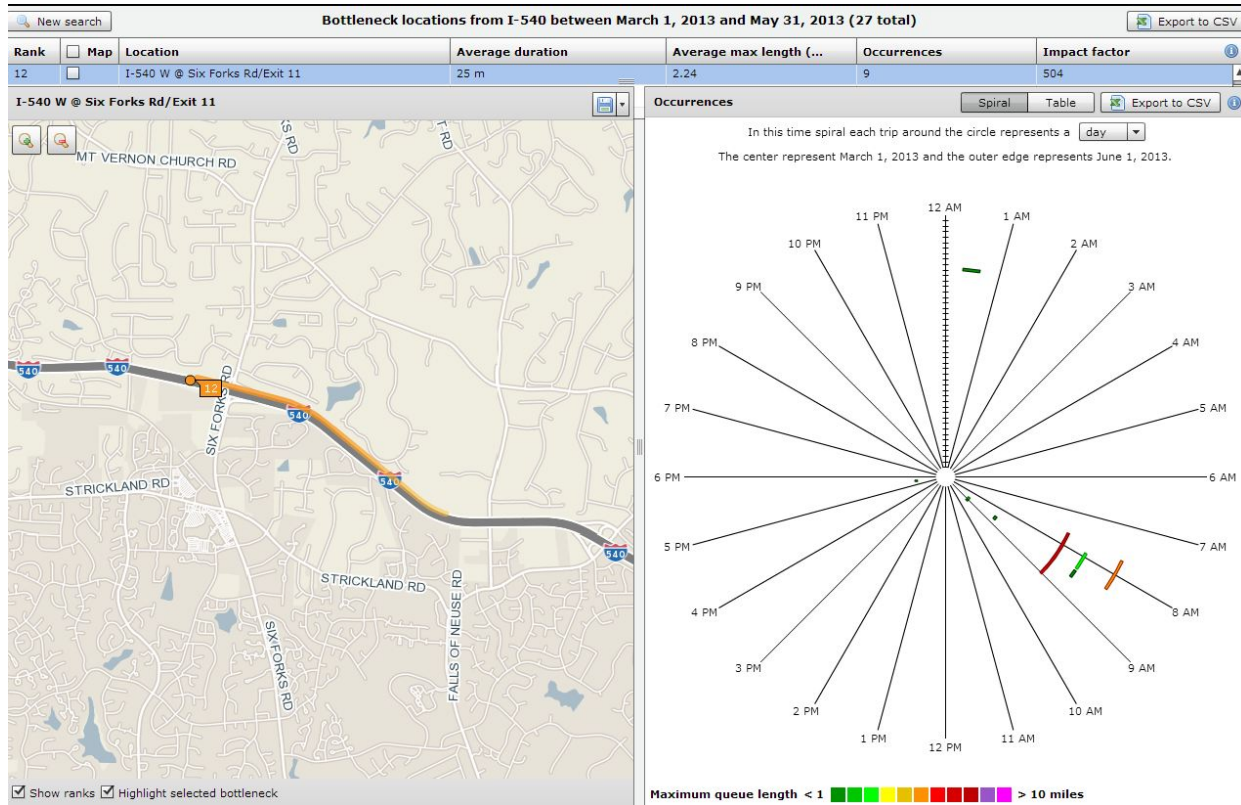 New search
Bottleneck locations from I-540 between March 1, 2013 and May 31, 2013 (27 total)
Export to CSV
Rank Map Location Average duration Average max length (... Occurrences Impact factor
12 I-540 W @ Six Forks Rd/Exit 11 25 m 2.24 9 504
I-540 W @ Six Forks Rd/Exit 11
MT VERNON CHURCH RD
540
540
12
540
SIX FORKS RD
540
STRICKLAND RD
540
STRICKLAND RD
SIX FORKS RD
FALLS OF NEUSE RD
Show ranks Highlight selected bottleneck
Occurrences Spiral Table Export to CSV
In this time spiral each trip around the circle represents a day
The center represent March 1, 2013 and the outer edge represents June 1, 2013.
12 AM
11 PM 1 AM
10 PM 2 AM
9 PM 3 AM
8 PM 4 AM
7 PM 5 AM
6 PM 6 AM
5 PM 7 AM
4 PM 8 AM
3 PM 9 AM
2 PM 10 AM
1 PM 11 AM
12 PM
Maximum queue length < 1 > 10 miles